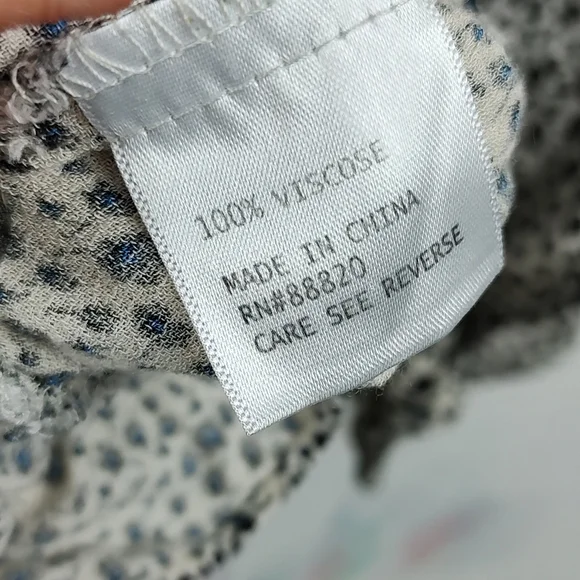 100% VISCOSE
MADE IN CHINA
RN#88820
CARE SEE REVERSE